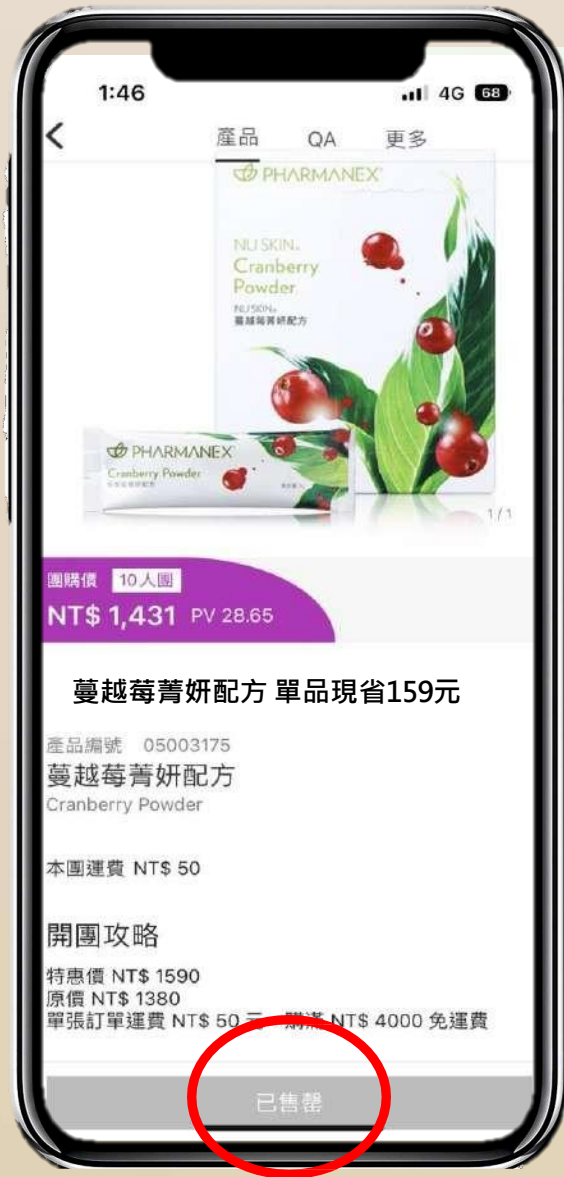 1:46
4G 68
產品 QA 更多
PHARMANEX
NU SKIN®
Cranberry
Powder
NU SKIN®
蔓越莓菁妍配方
PHARMANEX
Cranberry Powder
1/1
團購價 10人團
NT$ 1,431 PV 28.65
蔓越莓菁妍配方 單品現省159元
產品編號 05003175
蔓越莓菁妍配方
Cranberry Powder
本團運費 NT$ 50
開團攻略
特惠價 NT$ 1590
原價 NT$ 1380
單張訂單運費 NT$ 50 元 購滿 NT$ 4000 免運費
已售罄